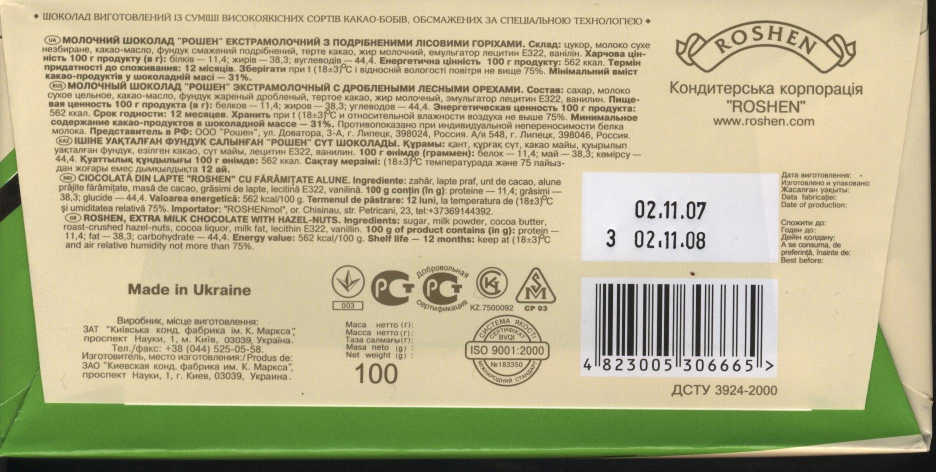 • ШОКОЛАД ВИГОТОВЛЕНИЙ ІЗ СУМІШІ ВИСОКОЯКІСНИХ СОРТІВ КАКАО-БОБІВ, ОБСМАЖЕНИХ ЗА СПЕЦІАЛЬНОЮ ТЕХНОЛОГІЄЮ •
UA МОЛОЧНИЙ ШОКОЛАД "РОШЕН" ЕКСТРАМОЛОЧНИЙ З ПОДРІБНЕНИМИ ЛІСОВИМИ ГОРІХАМИ. Склад: цукор, молоко сухе
незбиране, какао-масло, фундук смажений подрібнений, терте какао, жир молочний, емульгатор лецитин Е322, ванілін. Харчова цін-
ність 100 г продукту (в г): білків — 11,4; жирів — 38,3; вуглеводів — 44,4. Енергетична цінність 100 г продукту: 562 ккал. Термін
придатності до споживання: 12 місяців. Зберігати при t (18±3)°С і відносній вологості повітря не вище 75%. Мінімальний вміст
какао-продуктів у шоколадній масі — 31%.
RUS МОЛОЧНЫЙ ШОКОЛАД "РОШЕН" ЭКСТРАМОЛОЧНЫЙ С ДРОБЛЕНЫМИ ЛЕСНЫМИ ОРЕХАМИ. Состав: сахар, молоко
сухое цельное, какао-масло, фундук жареный дробленый, тертое какао, жир молочный, эмульгатор лецитин Е322, ванилин. Пище-
вая ценность 100 г продукта (в г): белков — 11,4; жиров — 38,3; углеводов — 44,4. Энергетическая ценность 100 г продукта:
562 ккал. Срок годности: 12 месяцев. Хранить при t (18±3)°С и относительной влажности воздуха не выше 75%. Минимальное
содержание какао-продуктов в шоколадной массе — 31%. Противопоказано при индивидуальной непереносимости белка
молока. Представитель в РФ: ООО "Рошен", ул. Доватора, 3-А, г. Липецк, 398024, Россия. А/я 548, г. Липецк, 398046, Россия.
KAZ ІШІНЕ УАҚТАЛҒАН ФУНДУК САЛЫНҒАН "РОШЕН" СҮТ ШОКОЛАДЫ. Құрамы: қант, құрғақ сүт, какао майы, қуырылып
уақталған фундук, езілген какао, сүт майы, лецитин Е322, ванилин. 100 г енімде (граммен): белок — 11,4; май — 38,3; көмірсу —
44,4. Қуаттылық құндылығы 100 г енімде: 562 ккал. Сақтау мерзімі: (18±3)°С температурада және 75 пайыз-
дан жоғары емес дымқылдықта 12 ай.
MD CIOCOLATĂ DIN LAPTE "ROSHEN" CU FĂRÂMIȚATE ALUNE. Ingrediente: zahăr, lapte praf, unt de cacao, alune
prăjite fărâmițate, masă de cacao, grăsimi de lapte, lecitină E322, vanilină. 100 g conțin (în g): proteine — 11,4; grăsimi —
38,3; glucide — 44,4. Valoarea energetică: 562 kcal/100 g. Termenul de păstrare: 12 luni, la temperatura de (18±3)°C
și umiditatea relativă 75%. Importator: "ROSHENmol", or. Chisinau, str. Petricani, 23, tel:+37369144392.
GB ROSHEN, EXTRA MILK CHOCOLATE WITH HAZEL-NUTS. Ingredients: sugar, milk powder, cocoa butter,
roast-crushed hazel-nuts, cocoa liquor, milk fat, lecithin E322, vanillin. 100 g of product contains (in g): protein —
11,4; fat — 38,3; carbohydrate — 44,4. Energy value: 562 kcal/100 g. Shelf life — 12 months: keep at (18±3)°C
and air relative humidity not more than 75%.
ROSHEN
Кондитерська корпорація
"ROSHEN"
www.roshen.com
02.11.07
3 02.11.08
Дата виготовлення: -
Изготовлено и упаковано:
Жасалған уақыты:
Data fabricației:
Date of production:
Спожити до:
Годен до:
Дейін қолдану:
A se consuma, de
preferință, înainte de:
Best before:
Made in Ukraine
003
РСТ
Добровольная
сертификация
РСТ
KZ.7500092
СР 03
Виробник, місце виготовлення:
ЗАТ "Київська конд. фабрика ім. К. Маркса",
проспект Науки, 1, м. Київ, 03039, Україна.
Тел./факс: +38 (044) 525-05-58.
Изготовитель, место изготовления:/Produs de:
ЗАО "Киевская конд. фабрика им. К. Маркса",
проспект Науки, 1, г. Киев, 03039, Украина.
Маса нетто (г):
Масса нетто (г):
Таза салмағы(г):
Masa neto (g) :
Net weight (g) :
100
СИСТЕМА ЯКОСТІ
СЕРТИФІКАТ
BVQI
ISO 9001:2000
№183350
МІЖНАРОДНИЙ СТАНДАРТ
4 823005 306665 >
ДСТУ 3924-2000